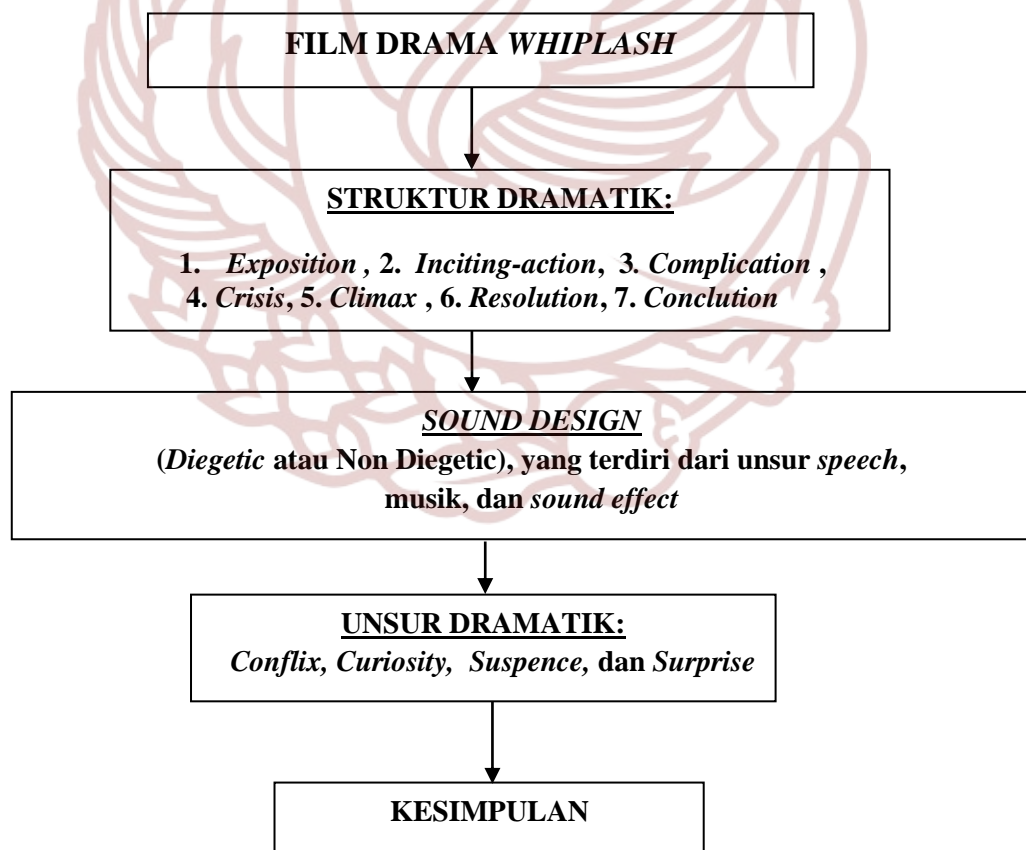 FILM DRAMA WHIPLASH
STRUKTUR DRAMATIK:
1. Exposition , 2. Inciting-action, 3. Complication ,
4. Crisis, 5. Climax , 6. Resolution, 7. Conclution
SOUND DESIGN
(Diegetic atau Non Diegetic), yang terdiri dari unsur speech,
musik, dan sound effect
UNSUR DRAMATIK:
Conflix, Curiosity, Suspence, dan Surprise
KESIMPULAN